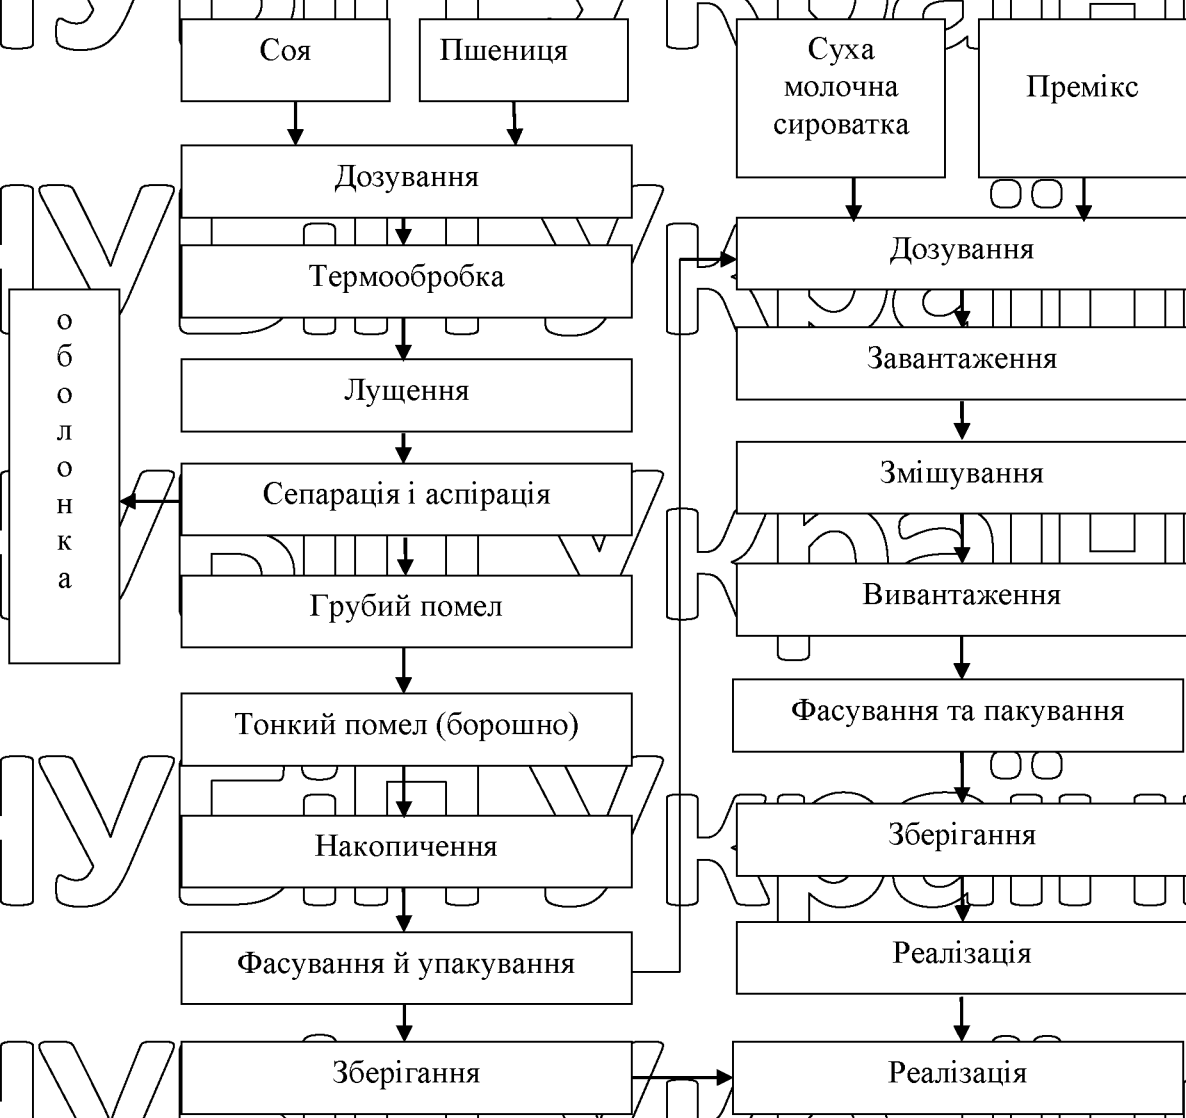 Соя
Пшениця
Суха
молочна
сироватка
Премікс
Дозування
Термообробка
Лущення
Сепарація і аспірація
о
б
о
л
о
н
к
а
Грубий помел
Тонкий помел (борошно)
Накопичення
Фасування й упакування
Зберігання
Дозування
Завантаження
Змішування
Вивантаження
Фасування та пакування
Зберігання
Реалізація
Реалізація